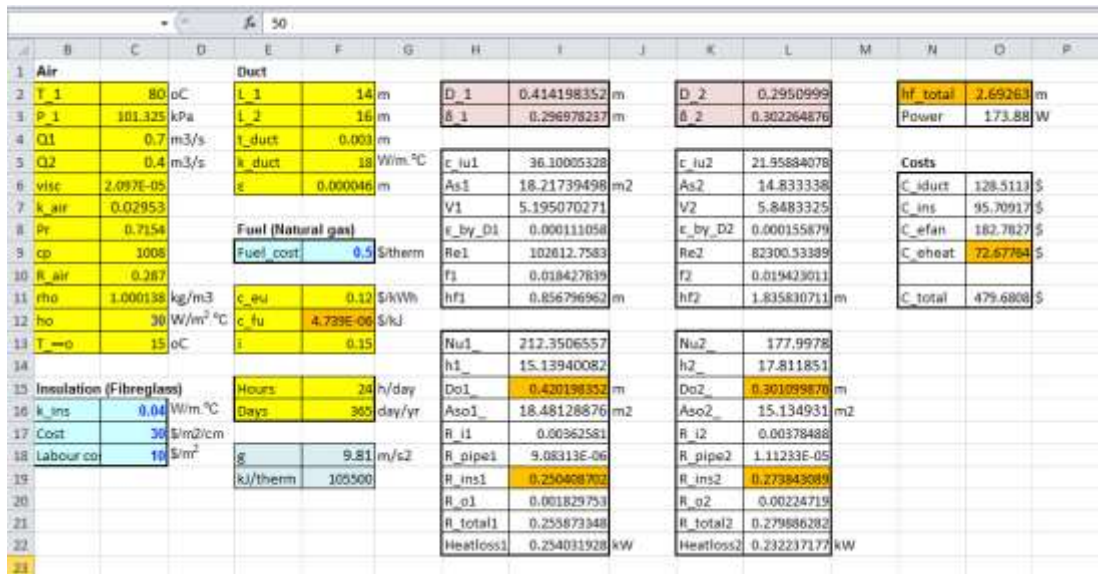 fx 50
B C D E F G H I J K L M N O P
1 Air Duct
2 T_1 80 oC L_1 14 m D_1 0.414198352 m D_2 0.2950999 hf_total 2.69263 m
3 P_1 101.325 kPa L_2 16 m δ_1 0.296978237 m δ_2 0.302264876 Power 173.88 W
4 Q1 0.7 m3/s t_duct 0.003 m
5 Q2 0.4 m3/s k_duct 18 W/m.°C c_iu1 36.10005328 c_iu2 21.95884078 Costs
6 visc 2.097E-05 ε 0.000046 m As1 18.21739498 m2 As2 14.833338 C_iduct 128.5113 $
7 k_air 0.02953 V1 5.195070271 V2 5.8483325 C_ins 95.70917 $
8 Pr 0.7154 Fuel (Natural gas) ε_by_D1 0.000111058 ε_by_D2 0.000155879 C_efan 182.7827 $
9 cp 1008 Fuel_cost 0.5 $/therm Re1 102612.7583 Re2 82300.53389 C_eheat 72.67764 $
10 R_air 0.287 f1 0.018427839 f2 0.019423011
11 rho 1.000138 kg/m3 c_eu 0.12 $/kWh hf1 0.856796962 m hf2 1.835830711 m C_total 479.6808 $
12 ho 30 W/m².°C c_fu 4.739E-06 $/kJ
13 T_∞o 15 oC i 0.15 Nu1_ 212.3506557 Nu2_ 177.9978
14 h1_ 15.13940082 h2_ 17.811851
15 Insulation (Fibreglass) Hours 24 h/day Do1_ 0.420198352 m Do2_ 0.301099876 m
16 k_ins 0.04 W/m.°C Days 365 day/yr Aso1_ 18.48128876 m2 Aso2_ 15.134931 m2
17 Cost 30 $/m2/cm R_i1 0.00362581 R_i2 0.00378488
18 Labour co 10 $/m² g 9.81 m/s2 R_pipe1 9.08313E-06 R_pipe2 1.11233E-05
19 kJ/therm 105500 R_ins1 0.250408702 R_ins2 0.273843089
20 R_o1 0.001829753 R_o2 0.00224719
21 R_total1 0.255873348 R_total2 0.279886282
22 Heatloss1 0.254031928 kW Heatloss2 0.232237177 kW
23